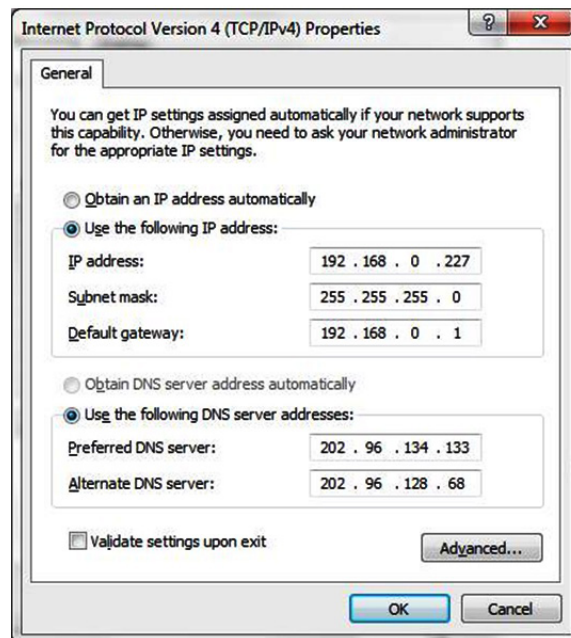 Internet Protocol Version 4 (TCP/IPv4) Properties
?
X
General
You can get IP settings assigned automatically if your network supports
this capability. Otherwise, you need to ask your network administrator
for the appropriate IP settings.
Obtain an IP address automatically
Use the following IP address:
IP address: 192 . 168 . 0 . 227
Subnet mask: 255 . 255 . 255 . 0
Default gateway: 192 . 168 . 0 . 1
Obtain DNS server address automatically
Use the following DNS server addresses:
Preferred DNS server: 202 . 96 . 134 . 133
Alternate DNS server: 202 . 96 . 128 . 68
Validate settings upon exit
Advanced...
OK Cancel